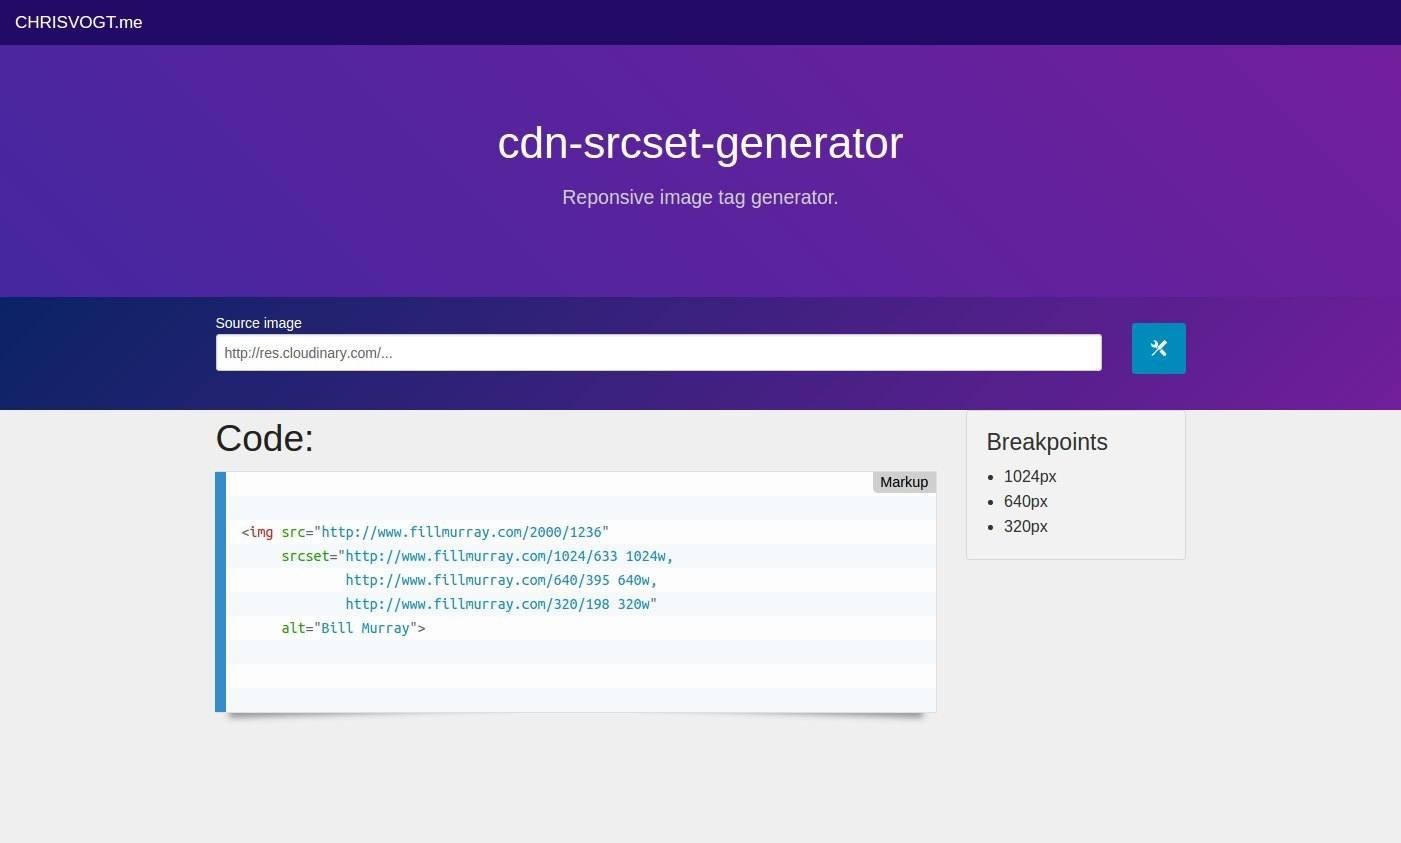 CHRISVOGT.me
cdn-srcset-generator
Reponsive image tag generator.
Source image
http://res.cloudinary.com/...
Code:
Markup
<img src="http://www.fillmurray.com/2000/1236"
srcset="http://www.fillmurray.com/1024/633 1024w,
http://www.fillmurray.com/640/395 640w,
http://www.fillmurray.com/320/198 320w"
alt="Bill Murray">
Breakpoints
1024px
640px
320px